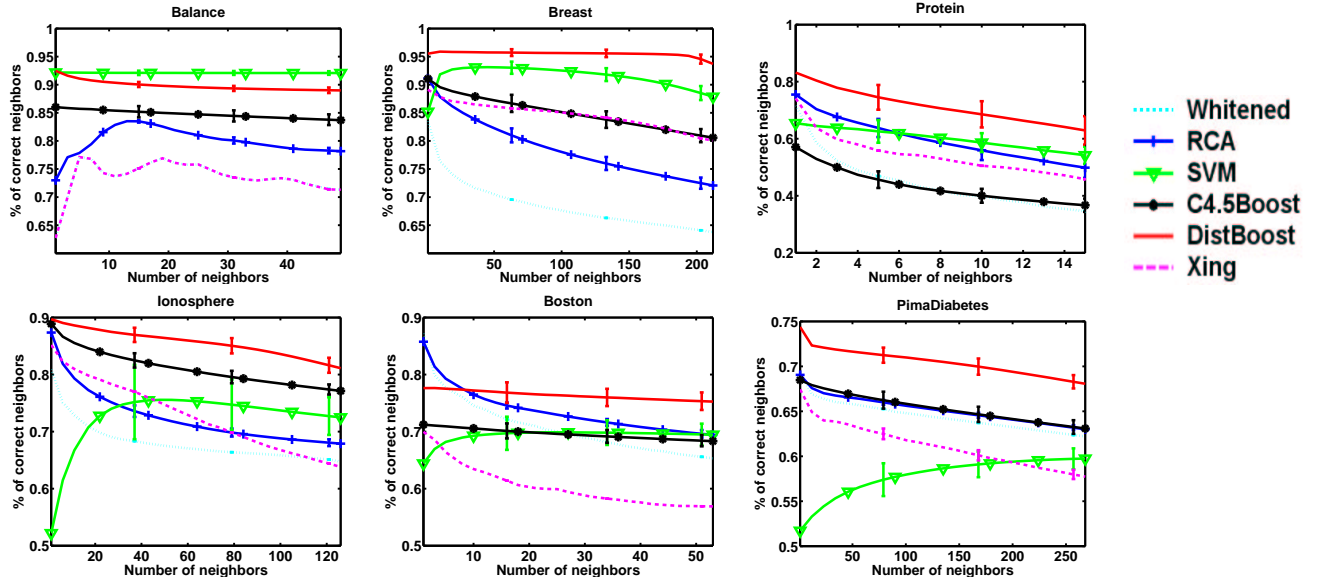 Balance
% of correct neighbors
1
0.95
0.9
0.85
0.8
0.75
0.7
0.65
10 20 30 40
Number of neighbors
Breast
% of correct neighbors
1
0.95
0.9
0.85
0.8
0.75
0.7
0.65
50 100 150 200
Number of neighbors
Protein
% of correct neighbors
1
0.8
0.6
0.4
0.2
2 4 6 8 10 12 14
Number of neighbors
Whitened
RCA
SVM
C4.5Boost
DistBoost
Xing
Ionosphere
% of correct neighbors
0.9
0.8
0.7
0.6
0.5
20 40 60 80 100 120
Number of neighbors
Boston
% of correct neighbors
0.9
0.8
0.7
0.6
0.5
10 20 30 40 50
Number of neighbors
PimaDiabetes
% of correct neighbors
0.75
0.7
0.65
0.6
0.55
0.5
50 100 150 200 250
Number of neighbors